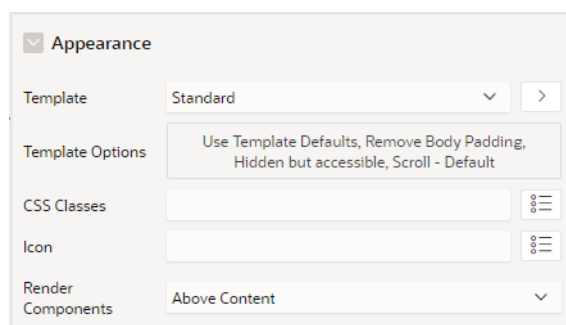 Appearance
Template
Standard
Template Options
Use Template Defaults, Remove Body Padding,
Hidden but accessible, Scroll - Default
CSS Classes
Icon
Render
Components
Above Content